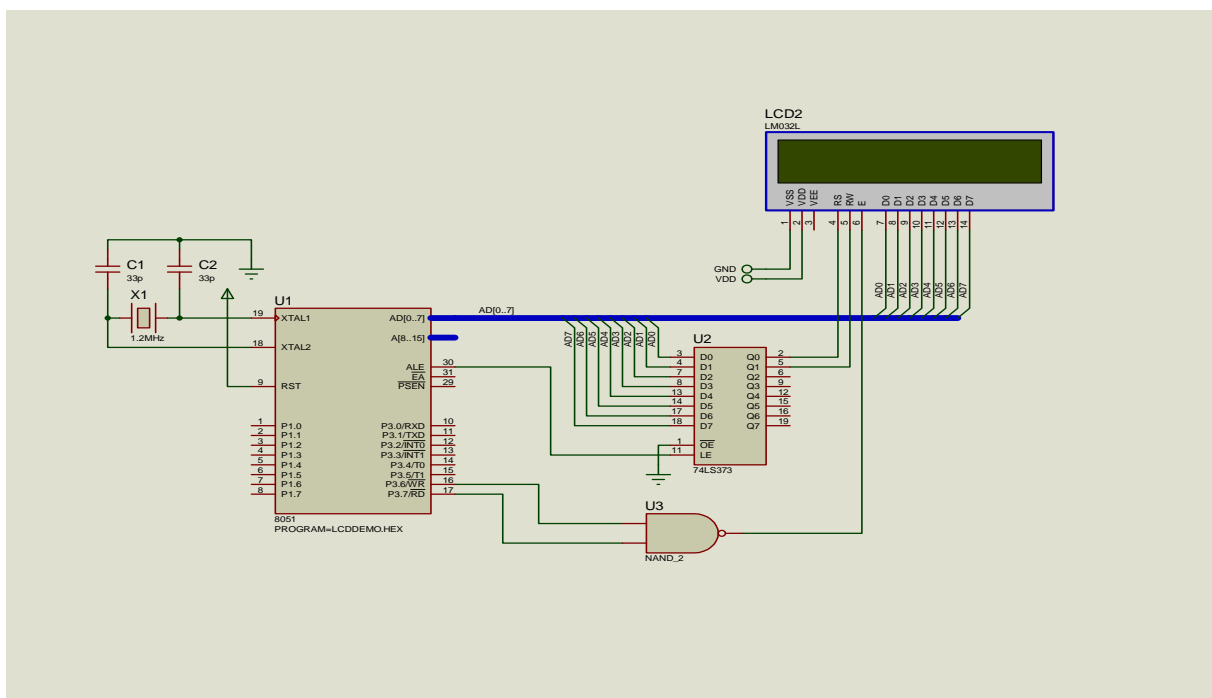 LCD2
LM032L
VSS VDD VEE RS RW E D0 D1 D2 D3 D4 D5 D6 D7
1 2 3 4 5 6 7 8 9 10 11 12 13 14
GND
VDD
AD0 AD1 AD2 AD3 AD4 AD5 AD6 AD7
C1
33p
C2
33p
X1
1.2MHz
U1
19 XTAL1
18 XTAL2
9 RST
1 P1.0
2 P1.1
3 P1.2
4 P1.3
5 P1.4
6 P1.5
7 P1.6
8 P1.7
AD[0..7]
A[8..15]
ALE 30
EA 31
PSEN 29
P3.0/RXD 10
P3.1/TXD 11
P3.2/INT0 12
P3.3/INT1 13
P3.4/T0 14
P3.5/T1 15
P3.6/WR 16
P3.7/RD 17
8051
PROGRAM=LCDDEMO.HEX
AD[0..7]
AD7 AD6 AD5 AD4 AD3 AD2 AD1 AD0
U2
3 D0 Q0 2
4 D1 Q1 5
7 D2 Q2 6
8 D3 Q3 9
13 D4 Q4 12
14 D5 Q5 15
17 D6 Q6 16
18 D7 Q7 19
1 OE
11 LE
74LS373
U3
NAND_2